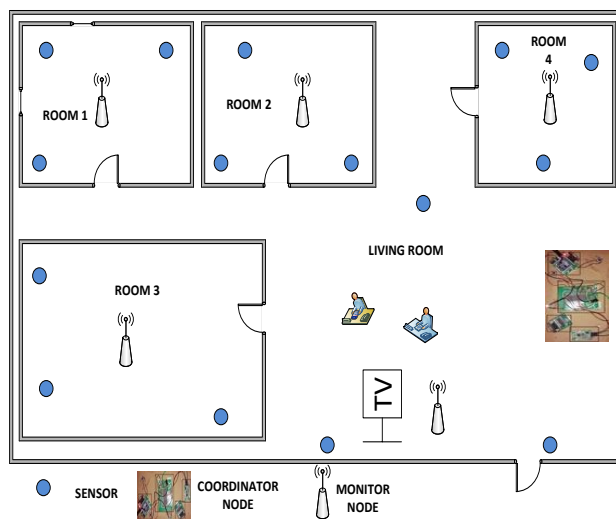 ROOM
4
ROOM 1
ROOM 2
LIVING ROOM
ROOM 3
TV
SENSOR
COORDINATOR
NODE
MONITOR
NODE